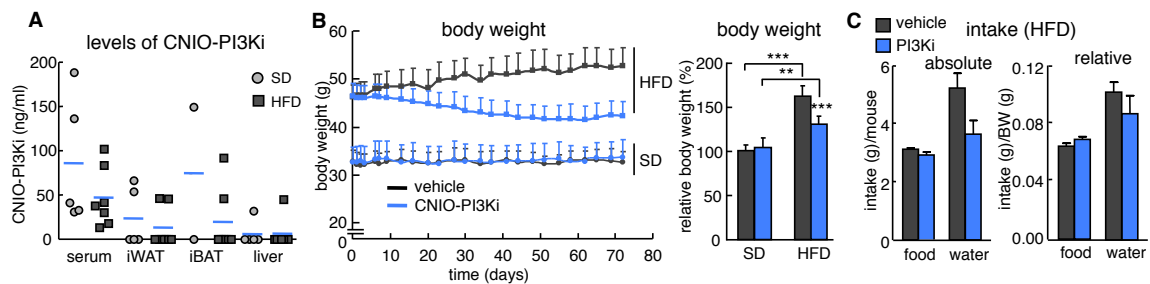 A
levels of CNIO-PI3Ki
CNIO-PI3Ki (ng/ml)
200
150
100
50
0
SD
HFD
serum
iWAT
iBAT
liver
B
body weight
body weight (g)
60
50
40
30
20
0
HFD
SD
vehicle
CNIO-PI3Ki
0
10
20
30
40
50
60
70
80
time (days)
body weight
relative body weight (%)
200
150
100
50
0
***
**
***
SD
HFD
C
vehicle
PI3Ki
intake (HFD)
absolute
intake (g)/mouse
6
4
2
0
food
water
relative
intake (g)/BW (g)
0.12
0.08
0.04
0.00
food
water